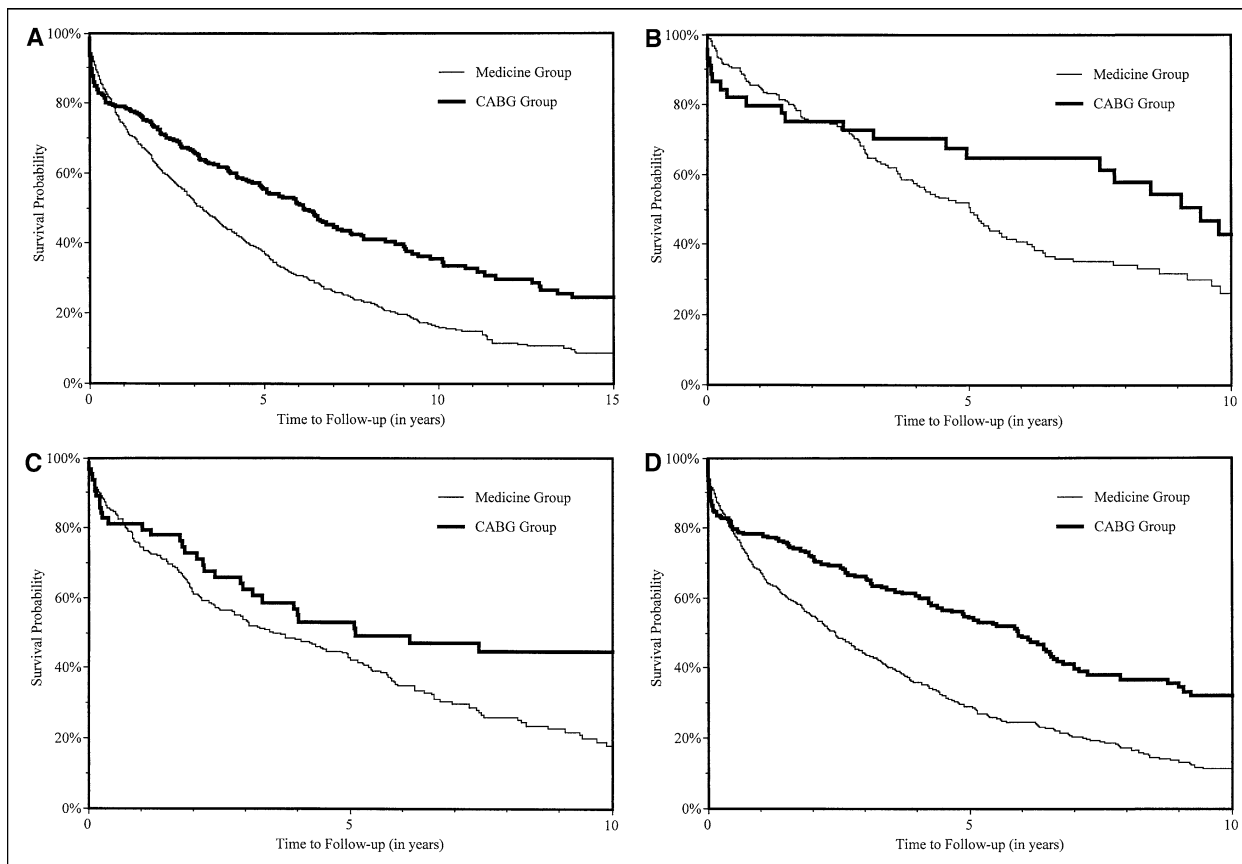 A
100%
80%
60%
40%
20%
0%
Survival Probability
Medicine Group
CABG Group
0
5
10
15
Time to Follow-up (in years)
B
100%
80%
60%
40%
20%
0%
Survival Probability
Medicine Group
CABG Group
0
5
10
Time to Follow-up (in years)
C
100%
80%
60%
40%
20%
0%
Survival Probability
Medicine Group
CABG Group
0
5
10
Time to Follow-up (in years)
D
100%
80%
60%
40%
20%
0%
Survival Probability
Medicine Group
CABG Group
0
5
10
Time to Follow-up (in years)